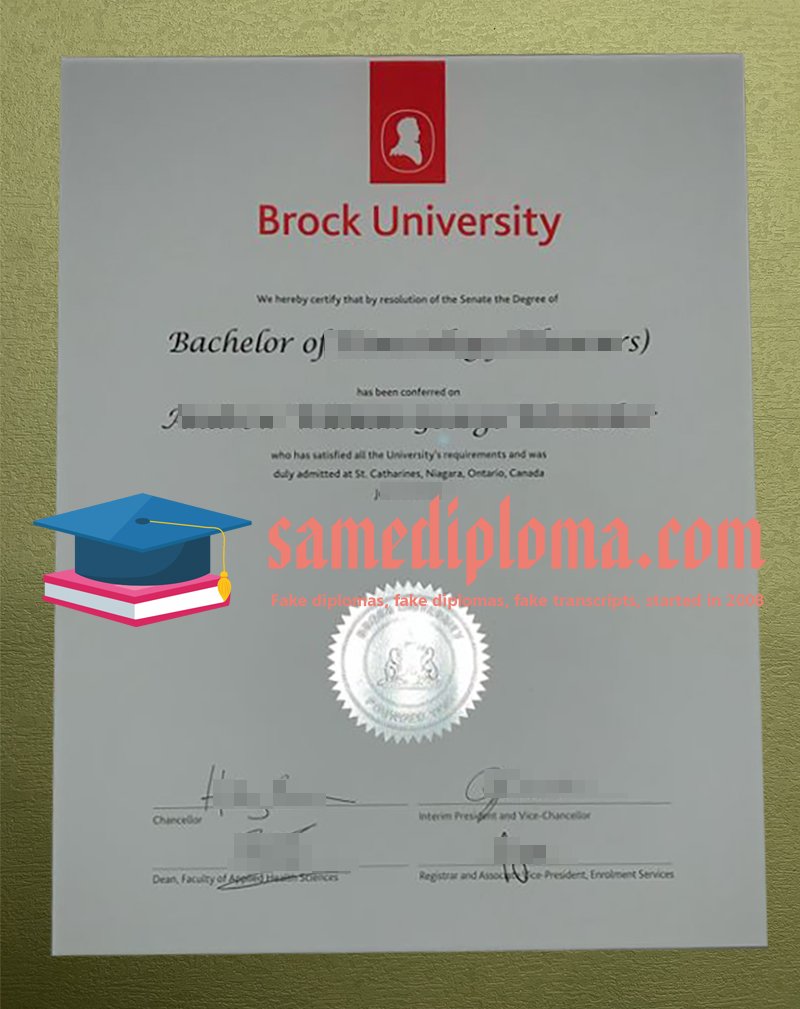 Brock University
We hereby certify that by resolution of the Senate the Degree of
Bachelor of
has been conferred on
who has satisfied all the University's requirements and was
duly admitted at St. Catharines, Niagara, Ontario, Canada
samediploma.com
Fake diplomas, fake diplomas, fake transcripts, started in 2006
BROCK UNIVERSITY
Chancellor
Interim President and Vice-Chancellor
Dean, Faculty of Applied Health Sciences
Registrar and Associate Vice-President, Enrolment Services